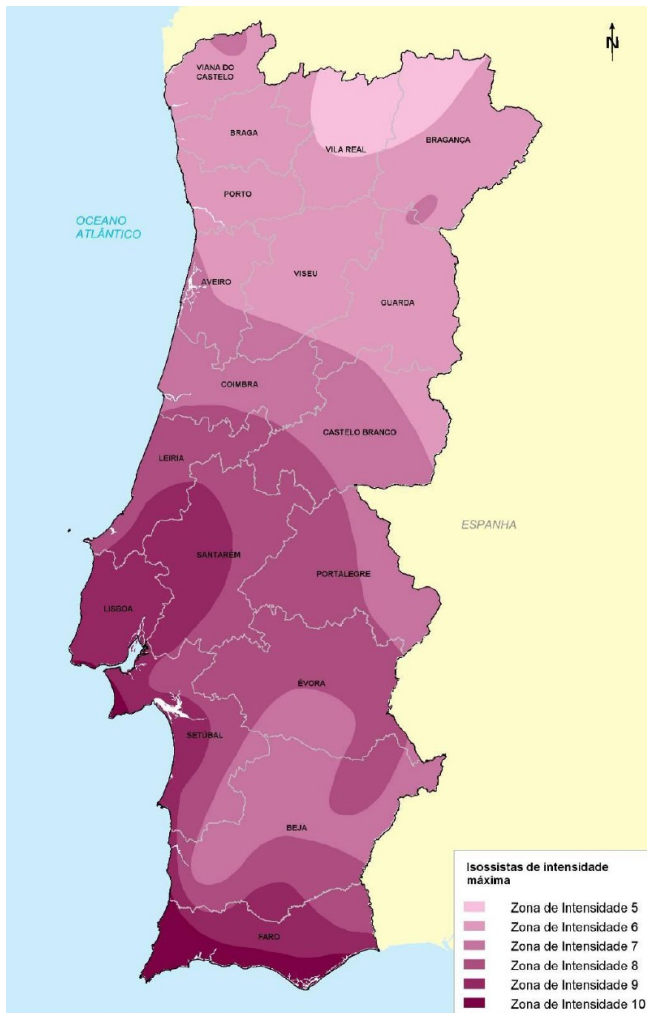 N
VIANA DO
CASTELO
BRAGA
VILA REAL
BRAGANÇA
PORTO
OCEANO
ATLÂNTICO
AVEIRO
VISEU
GUARDA
COIMBRA
CASTELO BRANCO
LEIRIA
ESPANHA
SANTARÉM
PORTALEGRE
LISBOA
ÉVORA
SETÚBAL
BEJA
FARO
Isossistas de intensidade
máxima
Zona de Intensidade 5
Zona de Intensidade 6
Zona de Intensidade 7
Zona de Intensidade 8
Zona de Intensidade 9
Zona de Intensidade 10